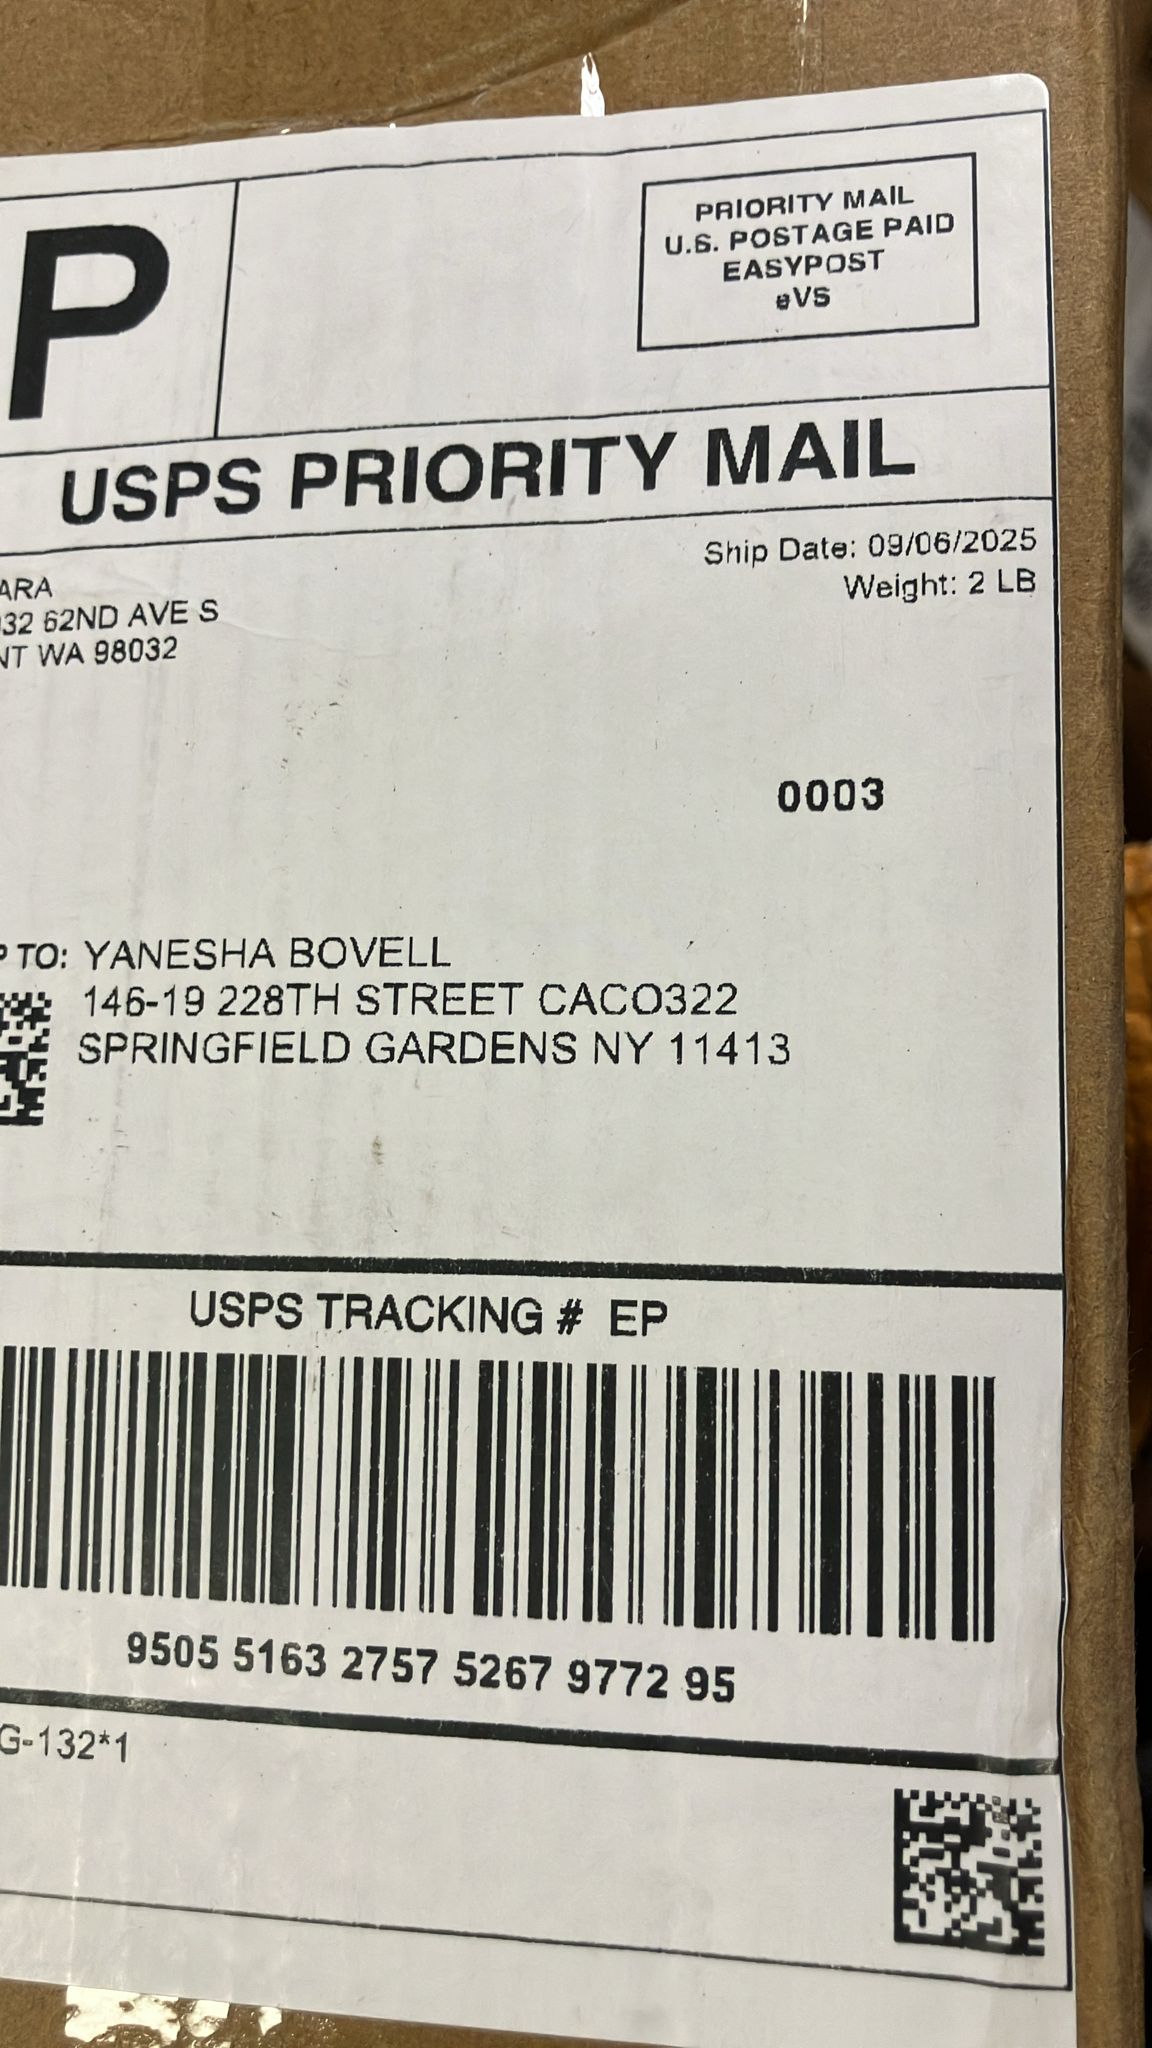 PRIORITY MAIL
U.S. POSTAGE PAID
EASYPOST
eVS
P
USPS PRIORITY MAIL
Ship Date: 09/06/2025
Weight: 2 LB
ARA
32 62ND AVE S
NT WA 98032
0003
P TO: YANESHA BOVELL
146-19 228TH STREET CACO322
SPRINGFIELD GARDENS NY 11413
USPS TRACKING # EP
9505 5163 2757 5267 9772 95
G-132*1